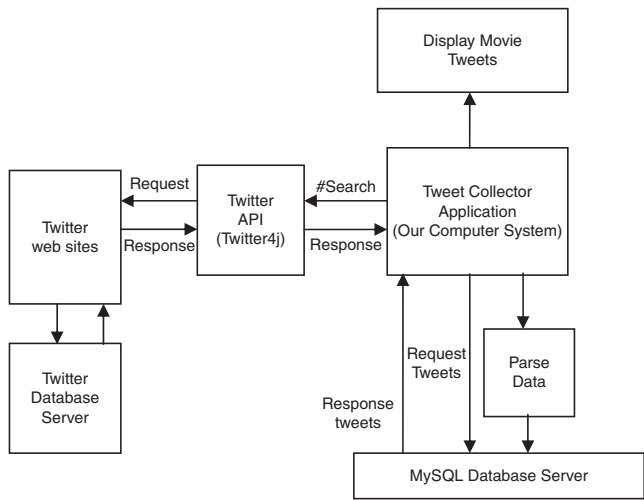 Display Movie
Tweets
Request
#Search
Twitter
web sites
Response
Twitter
API
(Twitter4j)
Response
Tweet Collector
Application
(Our Computer System)
Twitter
Database
Server
Request
Tweets
Parse
Data
Response
tweets
MySQL Database Server